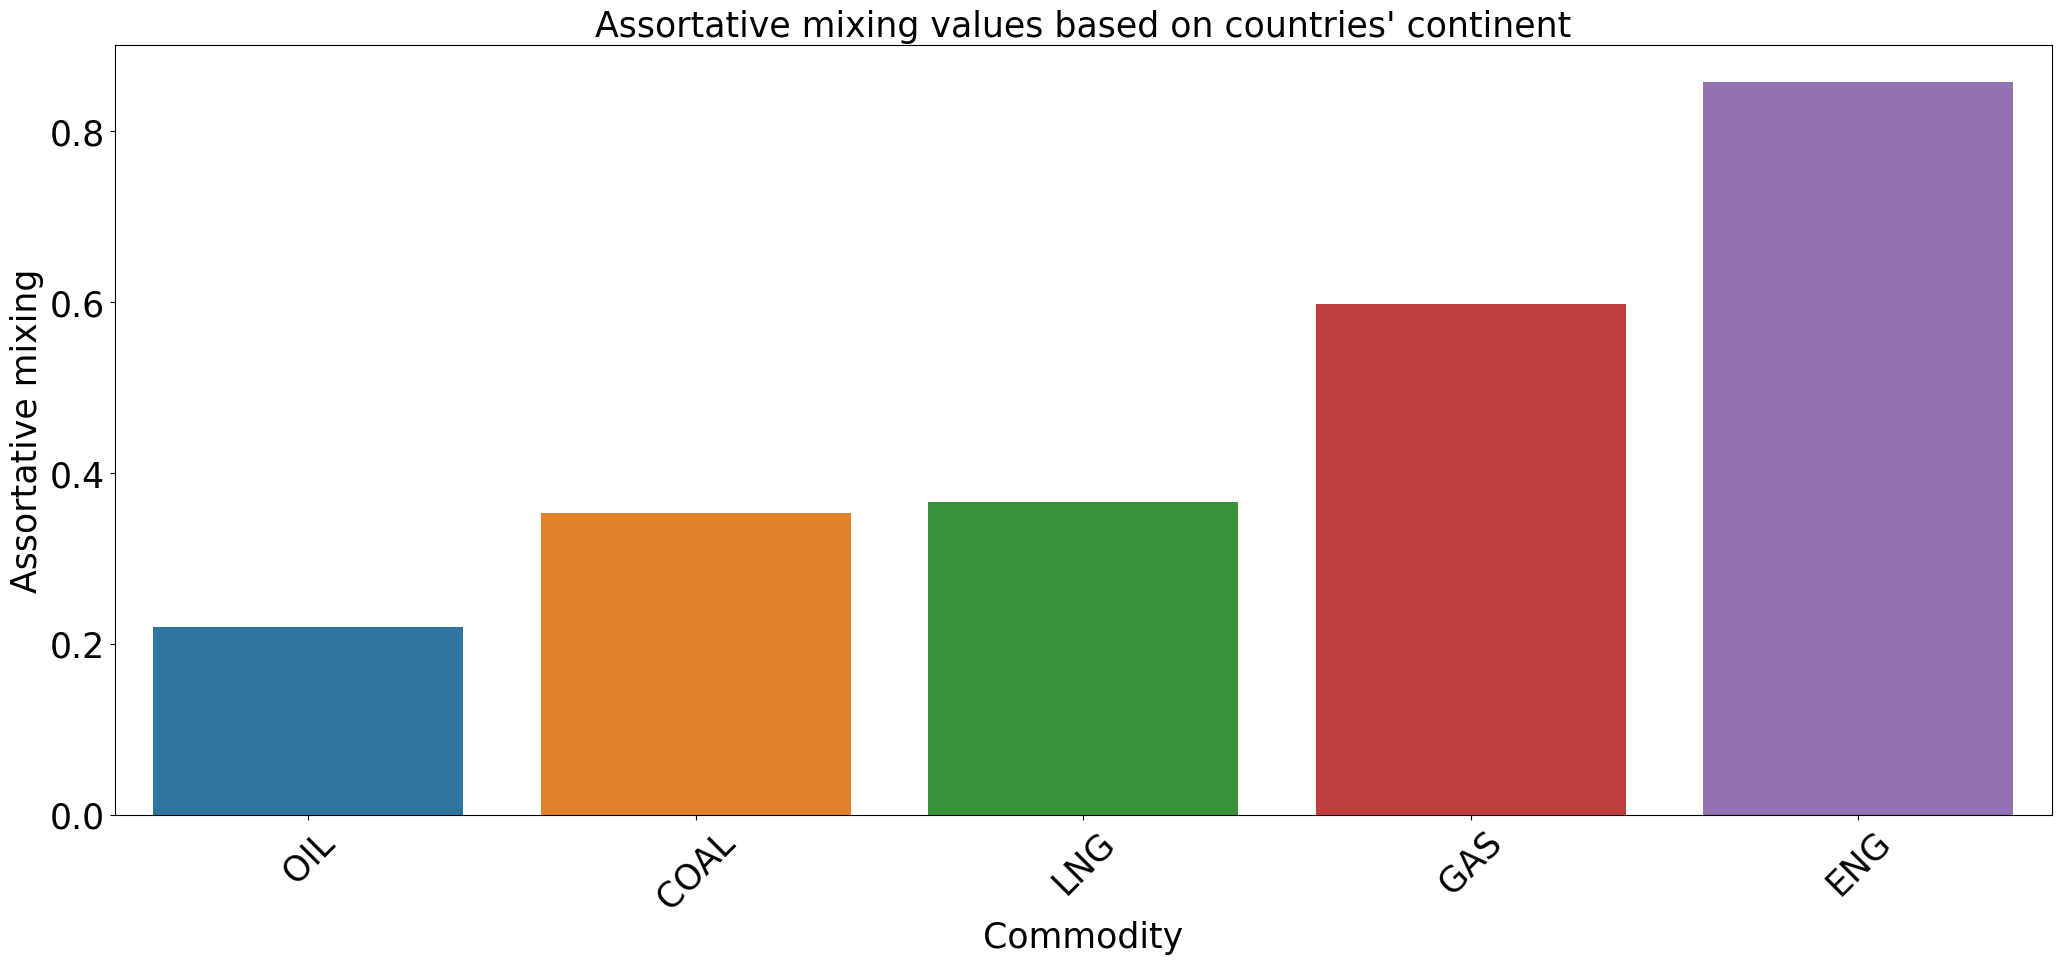 Assortative mixing values based on countries' continent
Assortative mixing
0.8
0.6
0.4
0.2
0.0
OIL
COAL
LNG
GAS
ENG
Commodity